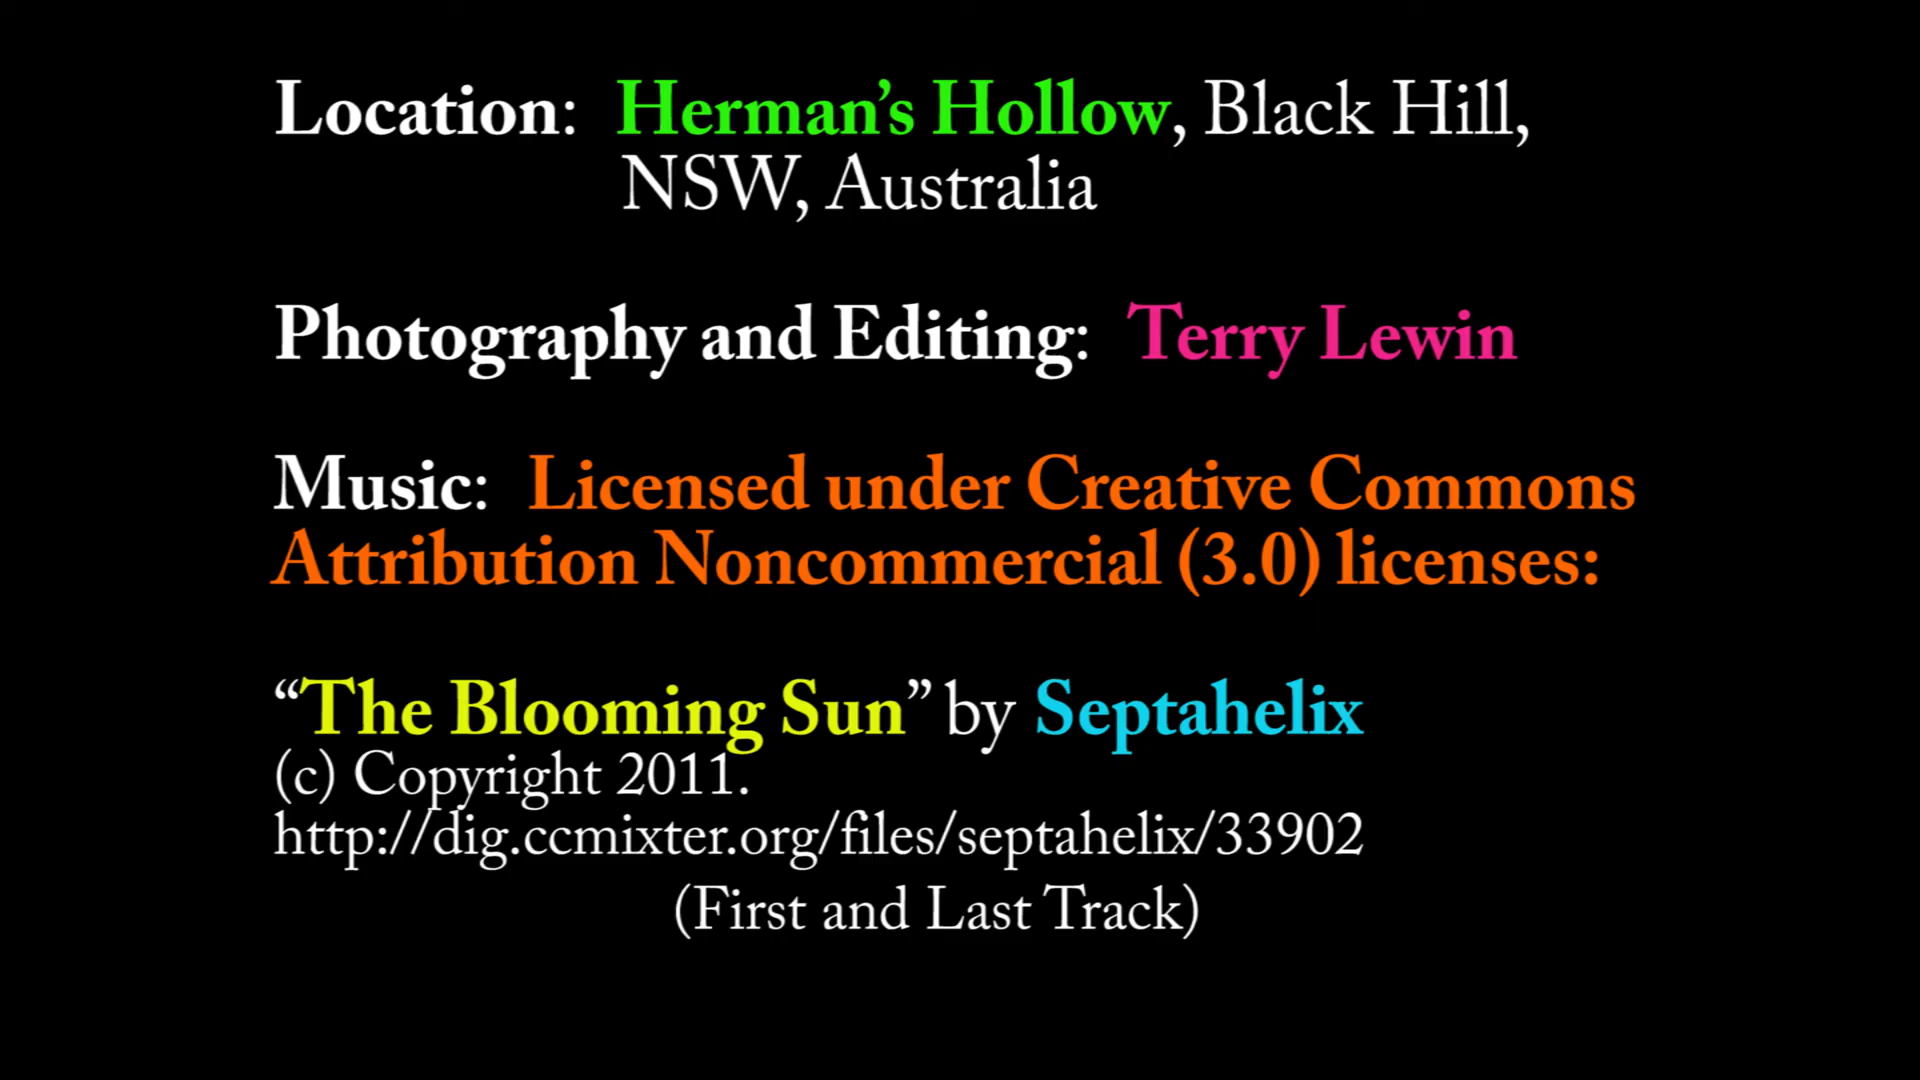 Location: Herman’s Hollow, Black Hill,
NSW, Australia
Photography and Editing: Terry Lewin
Music: Licensed under Creative Commons
Attribution Noncommercial (3.0) licenses:
“The Blooming Sun” by Septahelix
(c) Copyright 2011.
http://dig.ccmixter.org/files/septahelix/33902
(First and Last Track)